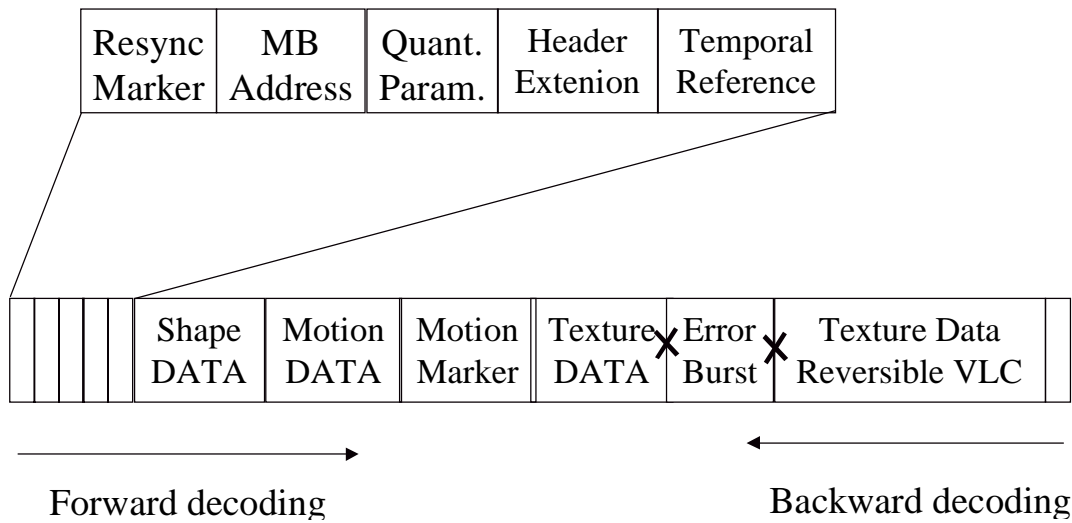 Resync MB Quant. Header Temporal
Marker Address Param. Extenion Reference
Shape Motion Motion Texture Error Texture Data
DATA DATA Marker DATA Burst Reversible VLC
Forward decoding Backward decoding